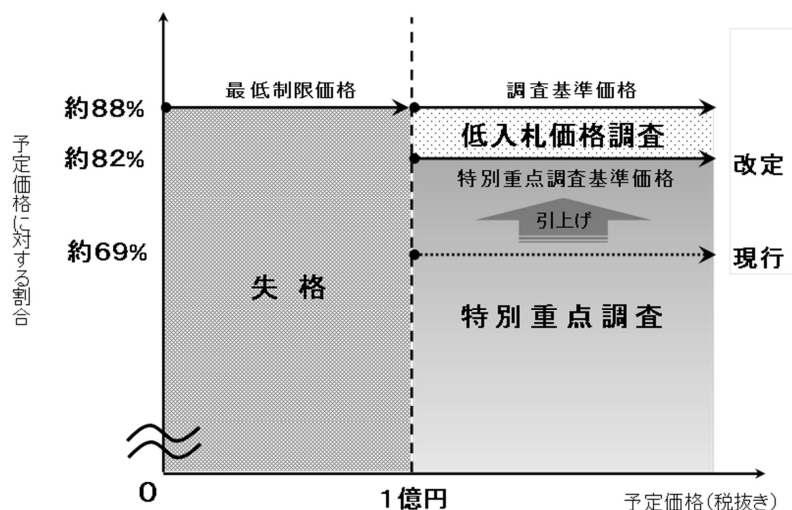 最低制限価格
調査基準価格
約88%
低入札価格調査
約82%
特別重点調査基準価格
改定
引上げ
約69%
現行
予定価格に対する割合
失格
特別重点調査
0
1億円
予定価格(税抜き)